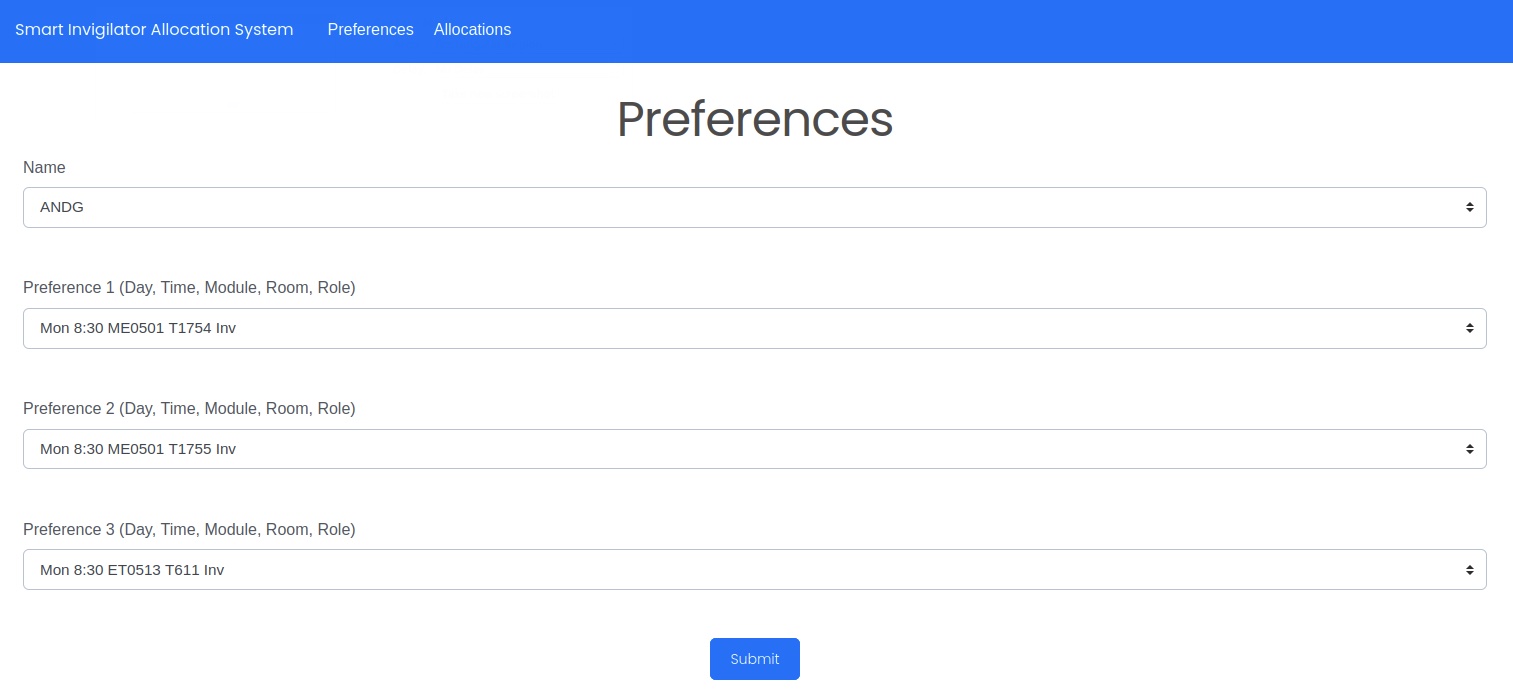 Smart Invigilator Allocation System Preferences Allocations
Preferences
Name
ANDG
Preference 1 (Day, Time, Module, Room, Role)
Mon 8:30 ME0501 T1754 Inv
Preference 2 (Day, Time, Module, Room, Role)
Mon 8:30 ME0501 T1755 Inv
Preference 3 (Day, Time, Module, Room, Role)
Mon 8:30 ET0513 T611 Inv
Submit